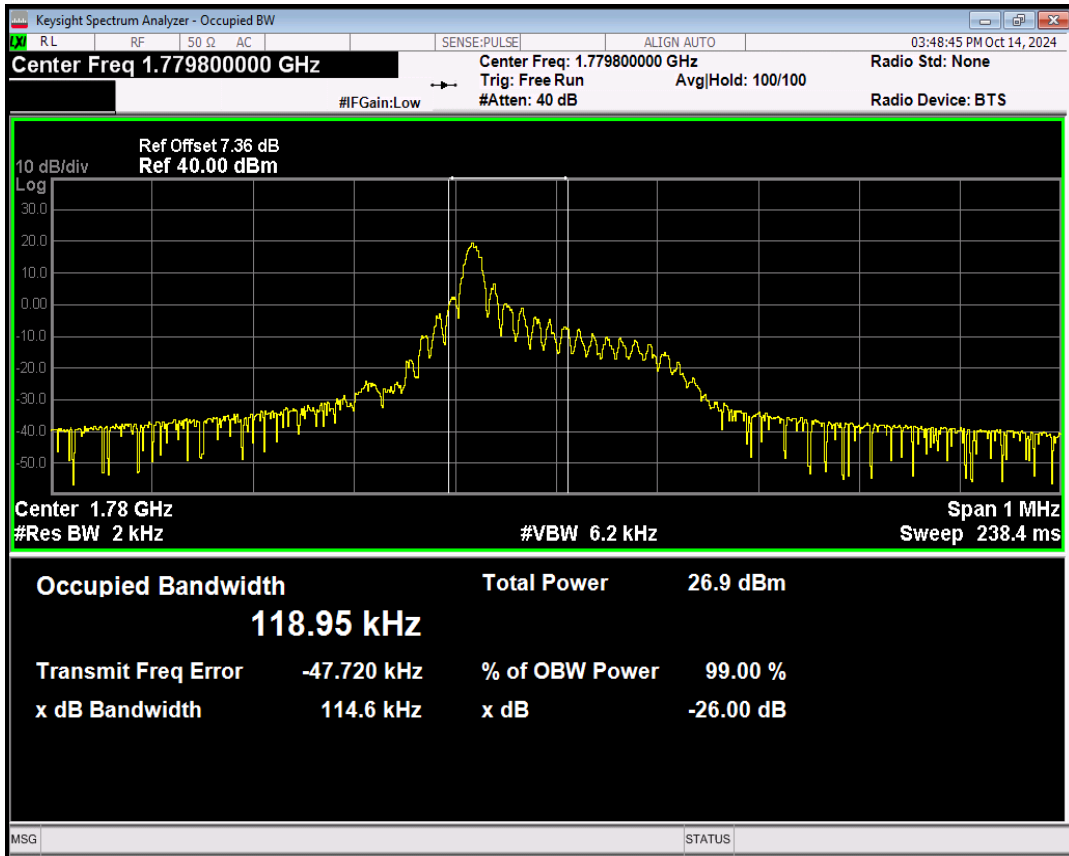 Keysight Spectrum Analyzer - Occupied BW
LXI RL RF 50 Ω AC SENSE:PULSE ALIGN AUTO 03:48:45 PM Oct 14, 2024
Center Freq 1.779800000 GHz Center Freq: 1.779800000 GHz Radio Std: None
Trig: Free Run Avg|Hold: 100/100
#IFGain:Low #Atten: 40 dB Radio Device: BTS
Ref Offset 7.36 dB
10 dB/div Ref 40.00 dBm
Log
30.0
20.0
10.0
0.00
-10.0
-20.0
-30.0
-40.0
-50.0
Center 1.78 GHz Span 1 MHz
#Res BW 2 kHz #VBW 6.2 kHz Sweep 238.4 ms
Occupied Bandwidth Total Power 26.9 dBm
118.95 kHz
Transmit Freq Error -47.720 kHz % of OBW Power 99.00 %
x dB Bandwidth 114.6 kHz x dB -26.00 dB
MSG STATUS